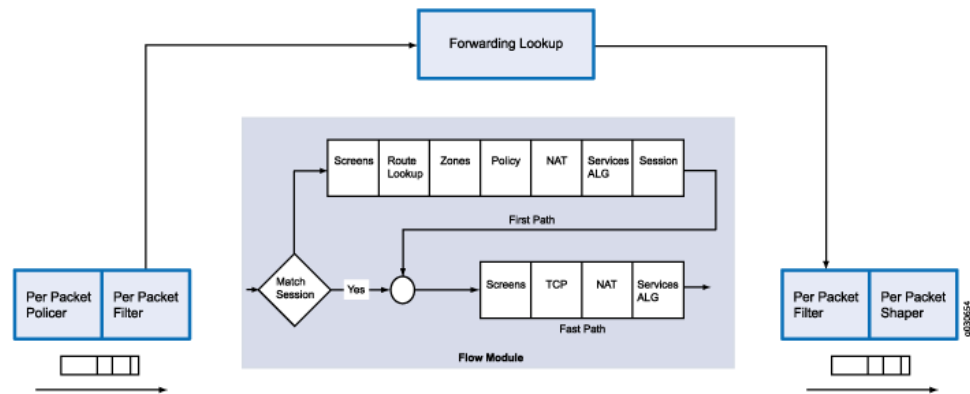 Forwarding Lookup
Screens
Route
Lookup
Zones
Policy
NAT
Services
ALG
Session
First Path
Match
Session
Yes
Screens
TCP
NAT
Services
ALG
Fast Path
Flow Module
Per Packet
Policer
Per Packet
Filter
Per Packet
Filter
Per Packet
Shaper
g030654